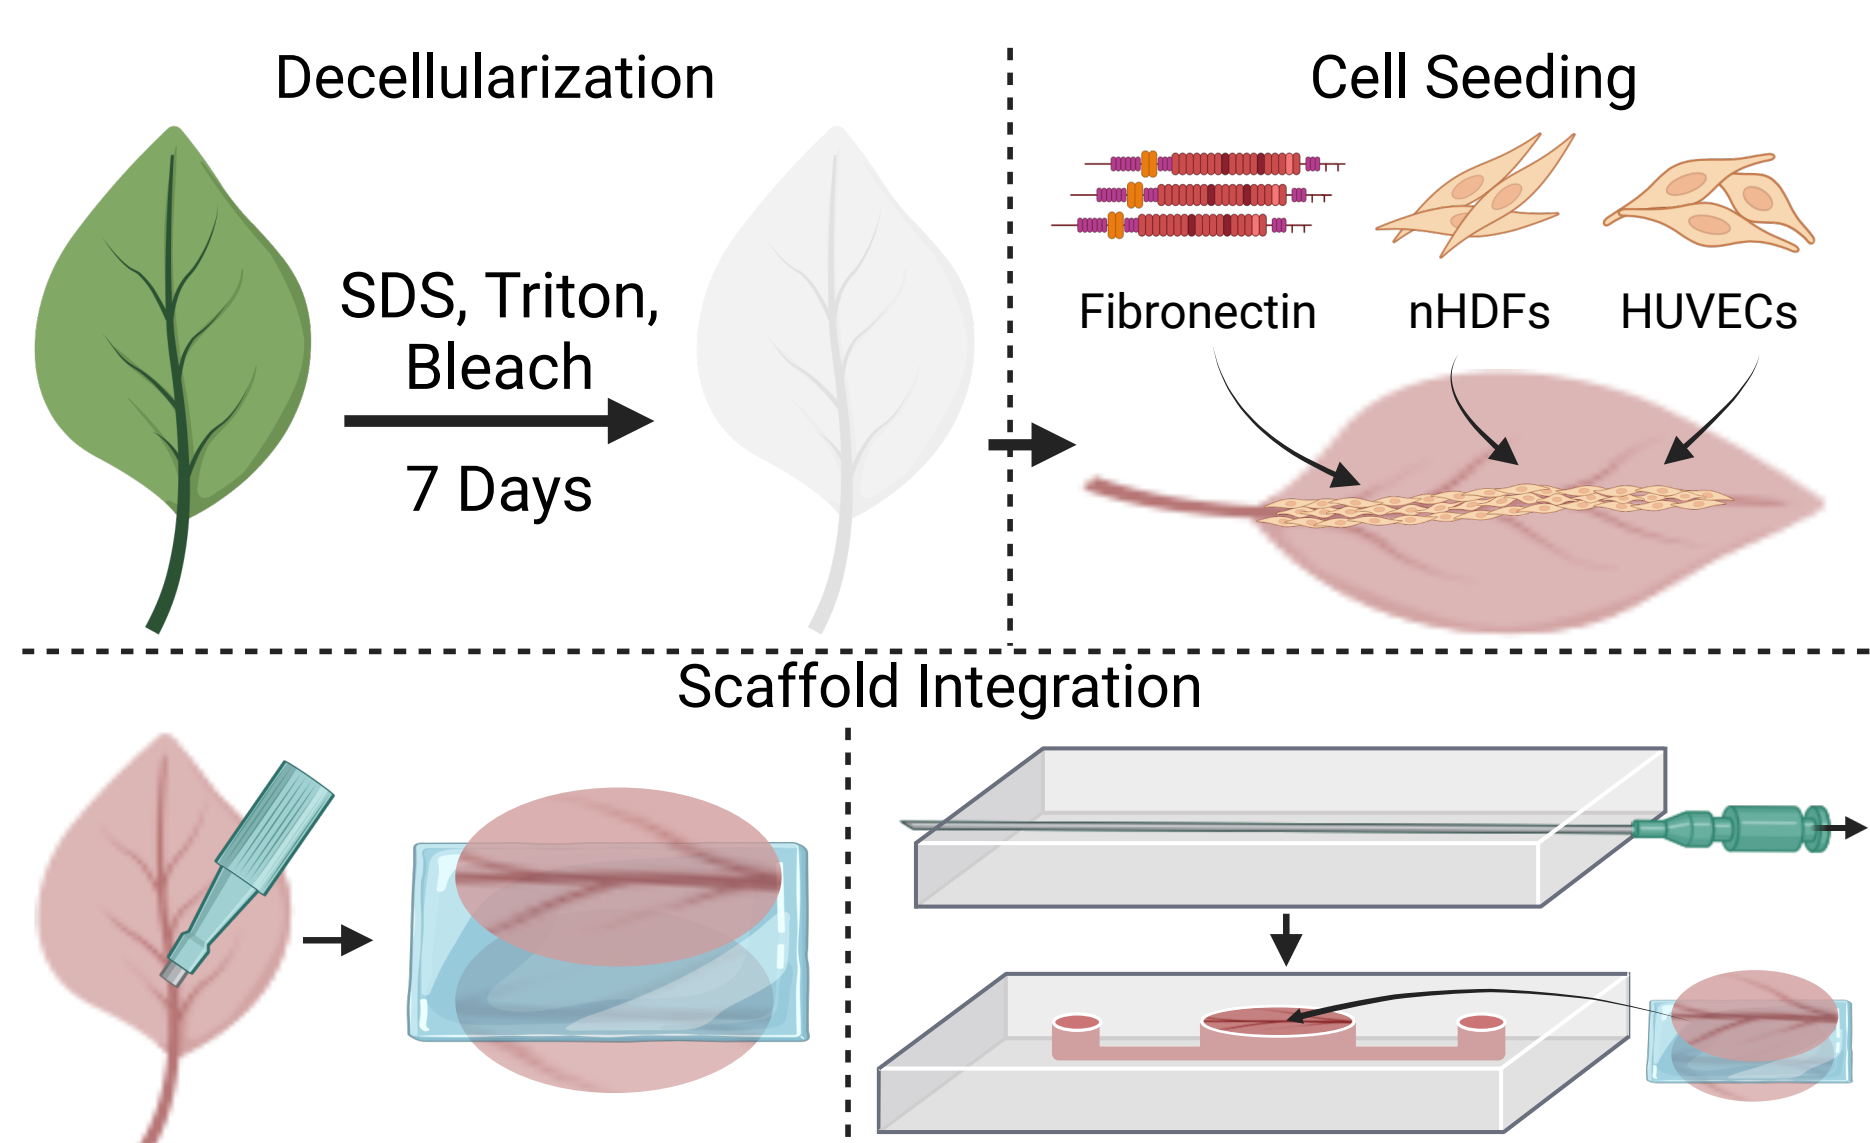 Decellularization
SDS, Triton,
Bleach
7 Days
Cell Seeding
Fibronectin
nHDFs
HUVECs
Scaffold Integration